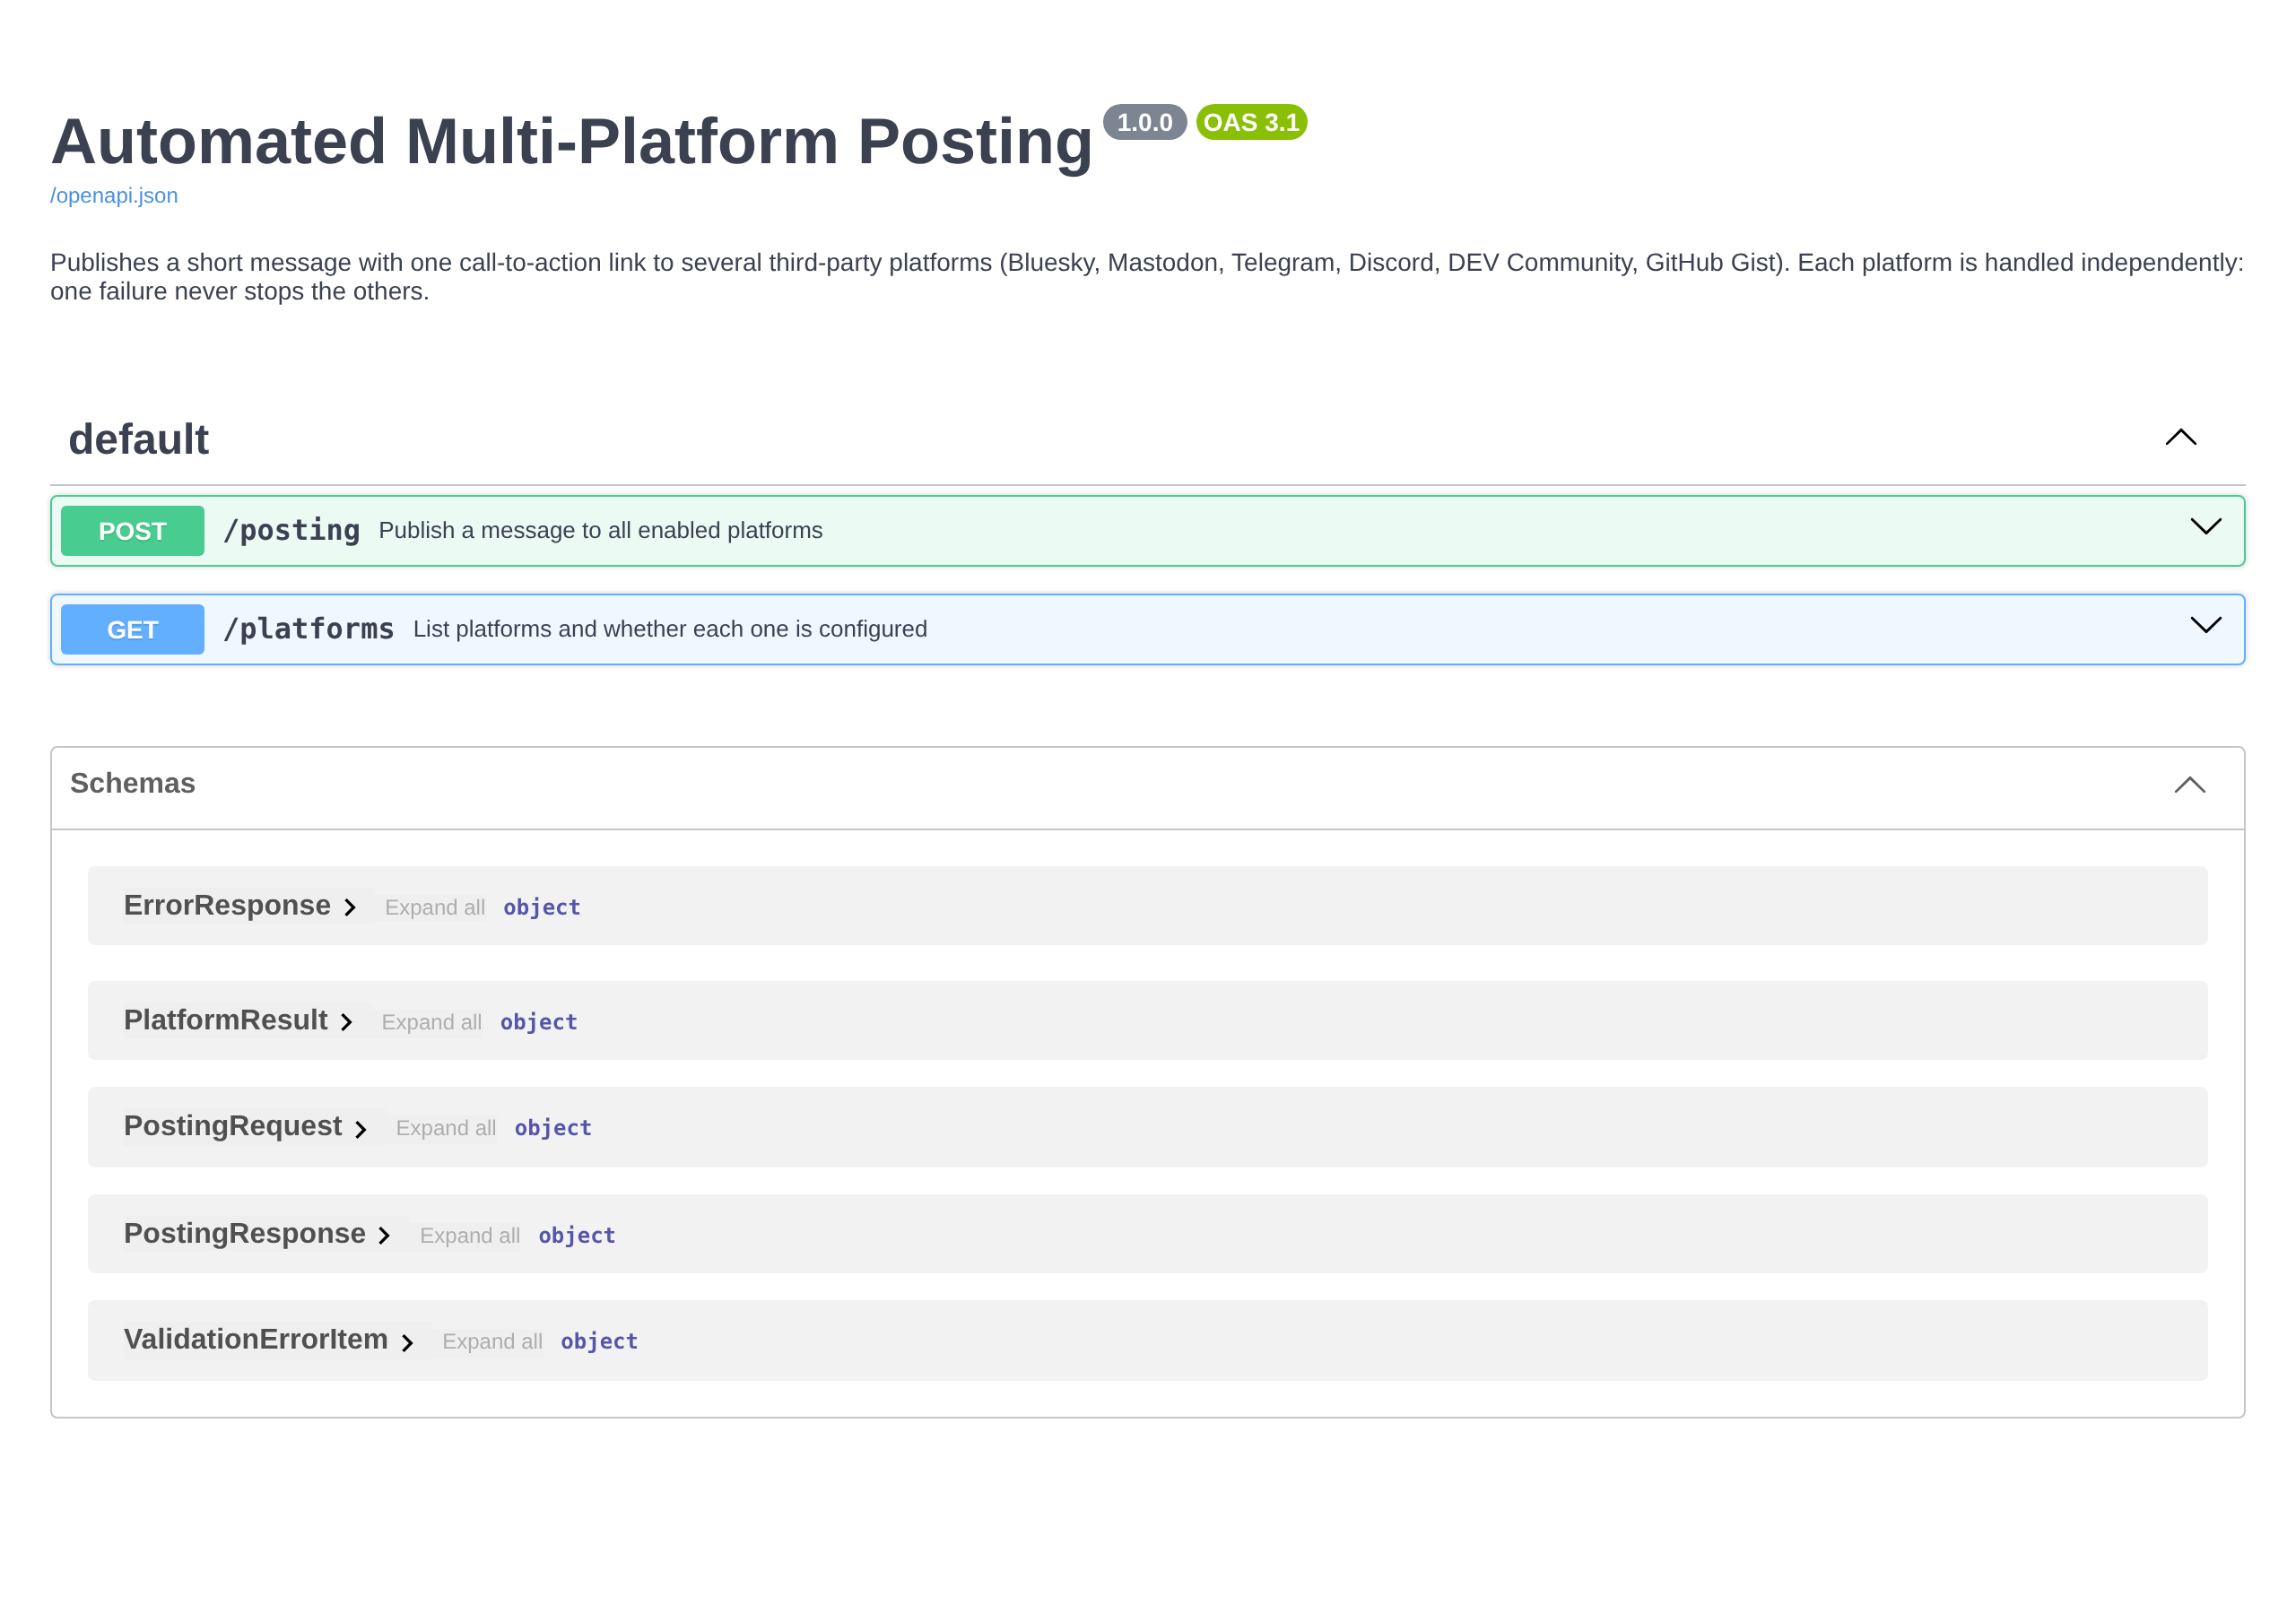 Automated Multi-Platform Posting 1.0.0 OAS 3.1
/openapi.json
Publishes a short message with one call-to-action link to several third-party platforms (Bluesky, Mastodon, Telegram, Discord, DEV Community, GitHub Gist). Each platform is handled independently:
one failure never stops the others.
default
POST /posting Publish a message to all enabled platforms
GET /platforms List platforms and whether each one is configured
Schemas
ErrorResponse Expand all object
PlatformResult Expand all object
PostingRequest Expand all object
PostingResponse Expand all object
ValidationErrorItem Expand all object